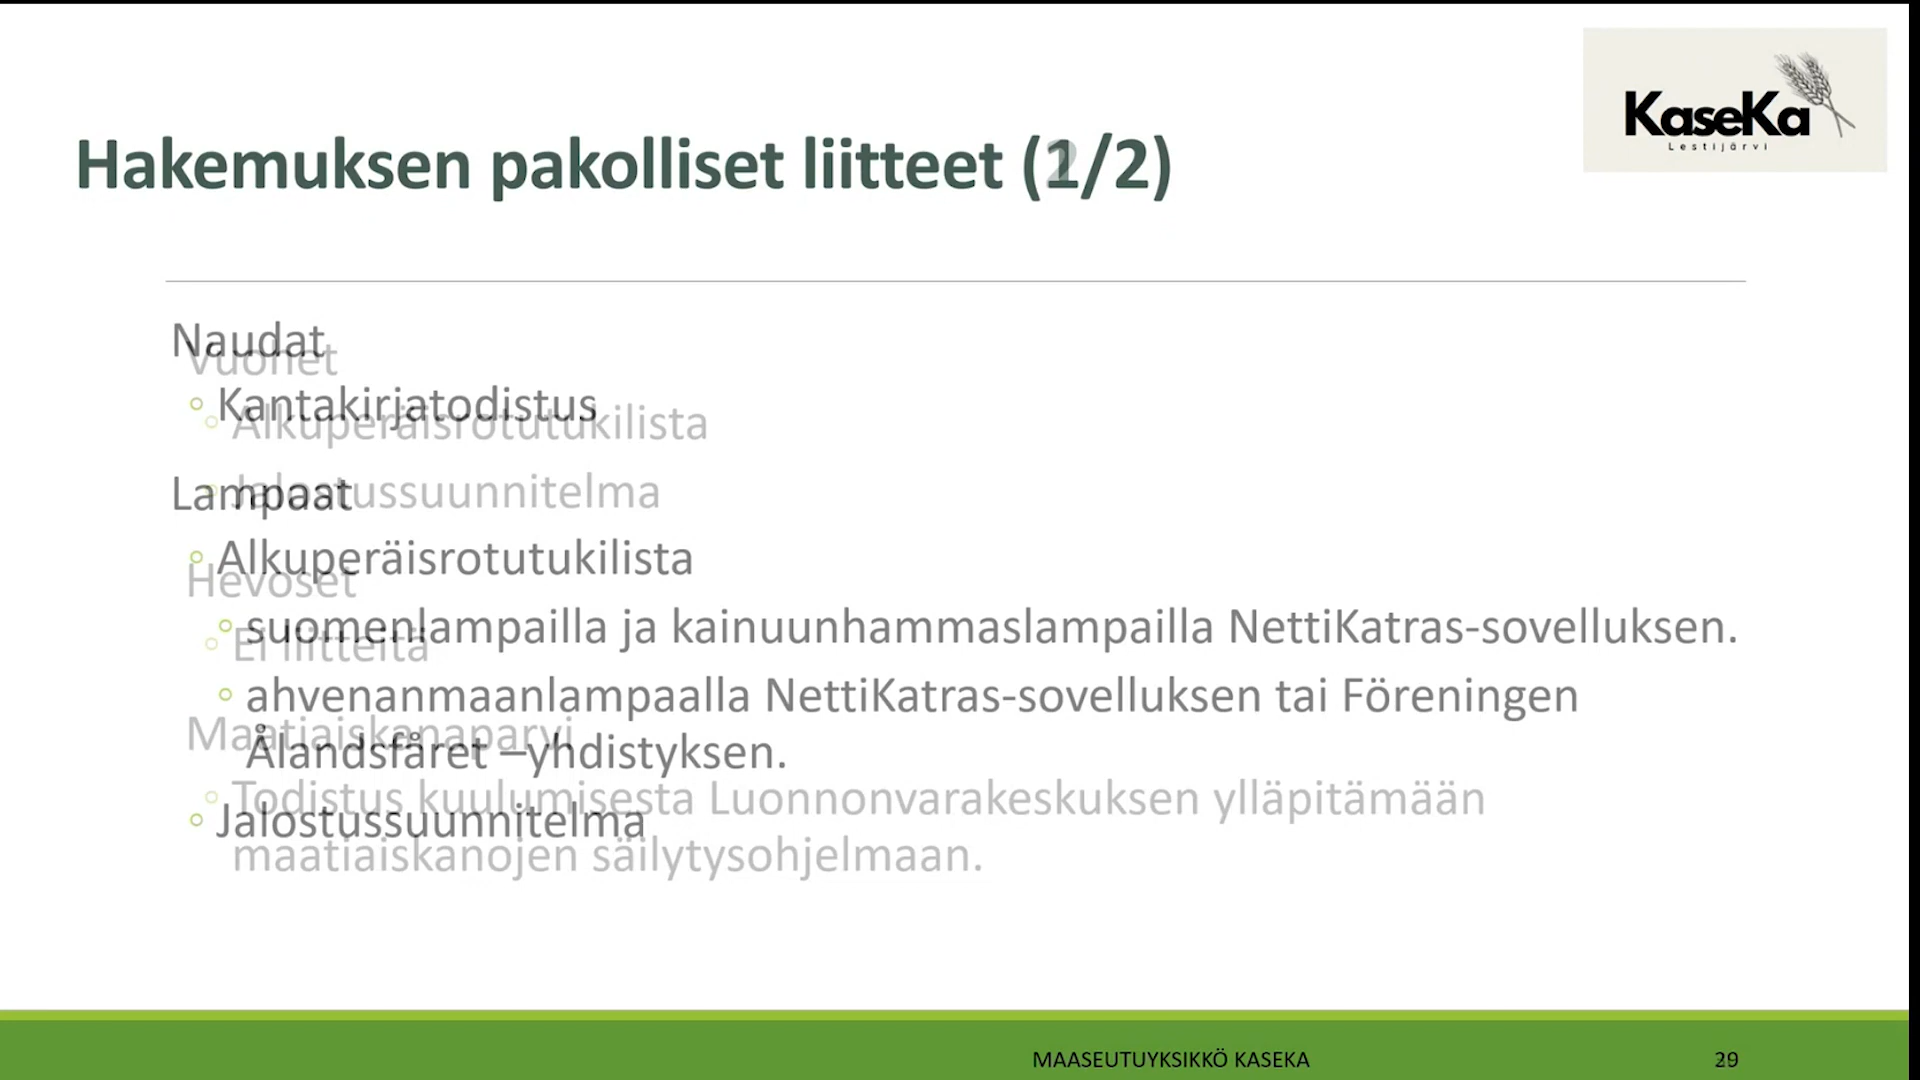 KaseKa
Lestijärvi
Hakemuksen pakolliset liitteet (1/2)
Naudat
Vuohet
Kantakirjatodistus
Alkuperäisrotutukilista
Jalostussuunnitelma
Lampaat
Alkuperäisrotutukilista
Hevoset
suomenlampailla ja kainuunhammaslampailla NettiKatras-sovelluksen.
Ei liitteitä
ahvenanmaanlampaalla NettiKatras-sovelluksen tai Föreningen
Maatiaiskanaparvi
Ålandsfåret –yhdistyksen.
Todistus kuulumisesta Luonnonvarakeskuksen ylläpitämään
Jalostussuunnitelma
maatiaiskanojen säilytysohjelmaan.
MAASEUTUYKSIKKÖ KASEKA